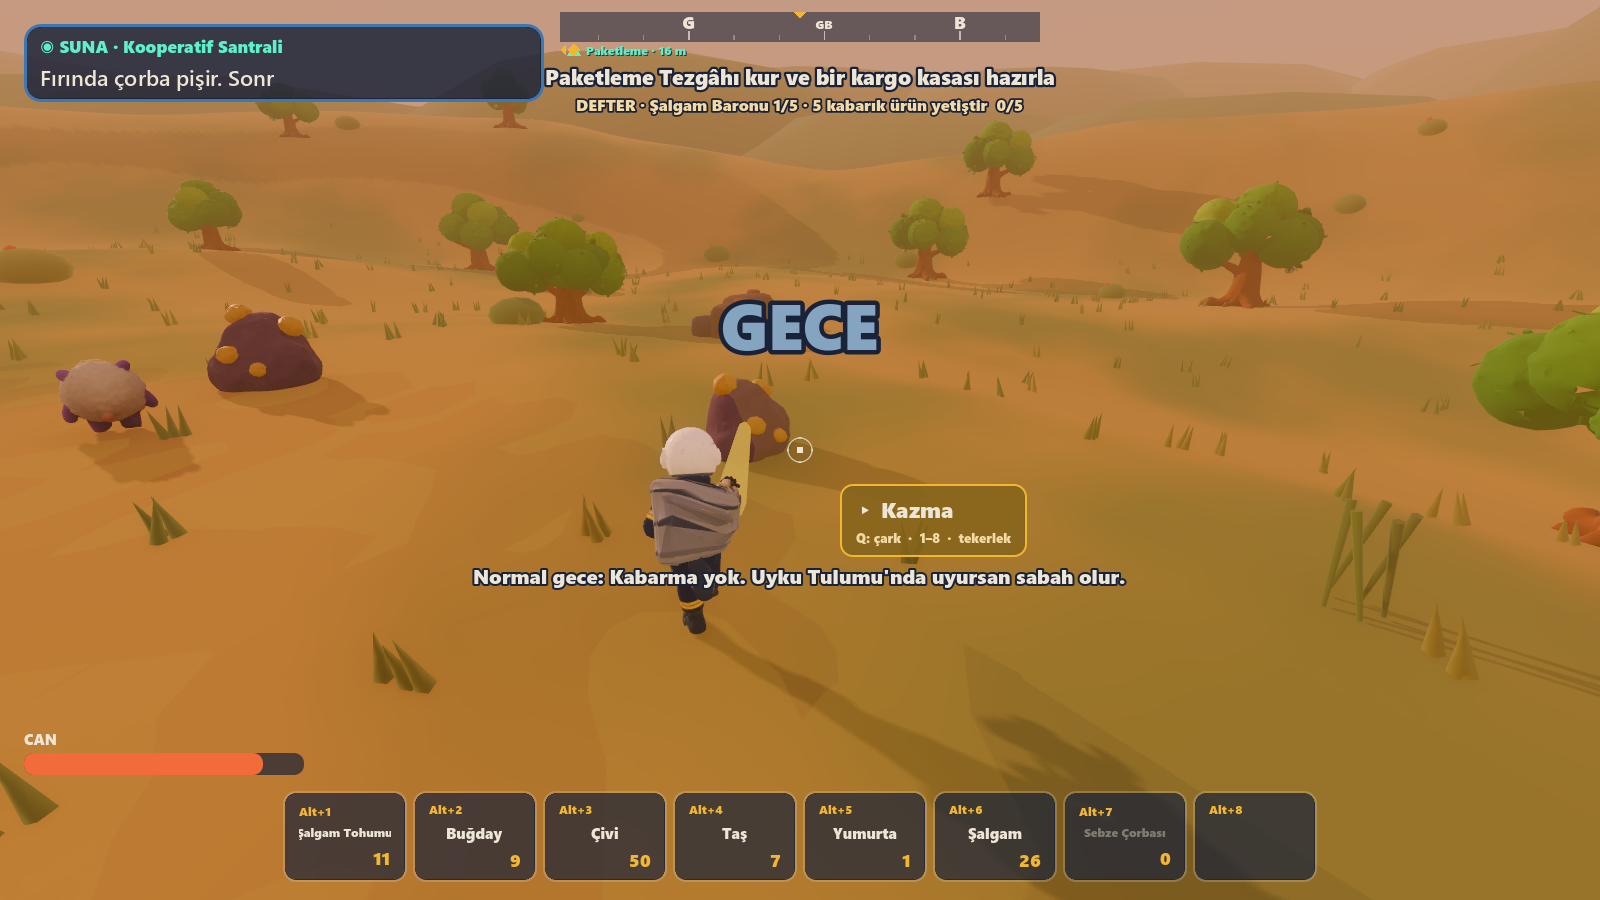 ◉ SUNA · Kooperatif Santrali
Fırında çorba pişir. Sonr
G GB B
Paketleme · 16 m
Paketleme Tezgâhı kur ve bir kargo kasası hazırla
DEFTER · Şalgam Baronu 1/5 · 5 kabarık ürün yetiştir 0/5
GECE
▸ Kazma
Q: çark · 1–8 · tekerlek
Normal gece: Kabarma yok. Uyku Tulumu'nda uyursan sabah olur.
CAN
Alt+1
Şalgam Tohumu
11
Alt+2
Buğday
9
Alt+3
Çivi
50
Alt+4
Taş
7
Alt+5
Yumurta
1
Alt+6
Şalgam
26
Alt+7
Sebze Çorbası
0
Alt+8